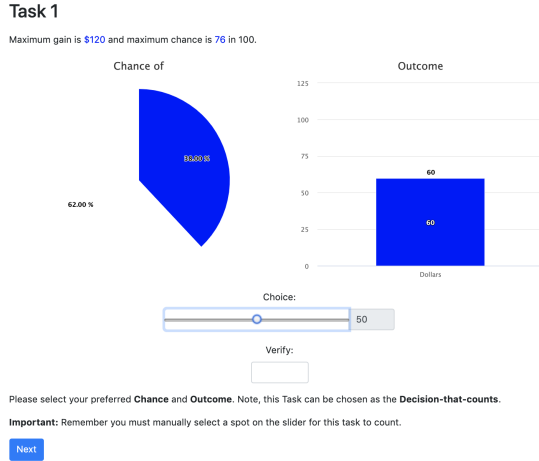 Task 1
Maximum gain is $120 and maximum chance is 76 in 100.
Chance of
38.00 %
62.00 %
Outcome
125
100
75
50
25
0
60
60
Dollars
Choice:
50
Verify:
Please select your preferred Chance and Outcome. Note, this Task can be chosen as the Decision-that-counts.
Important: Remember you must manually select a spot on the slider for this task to count.
Next